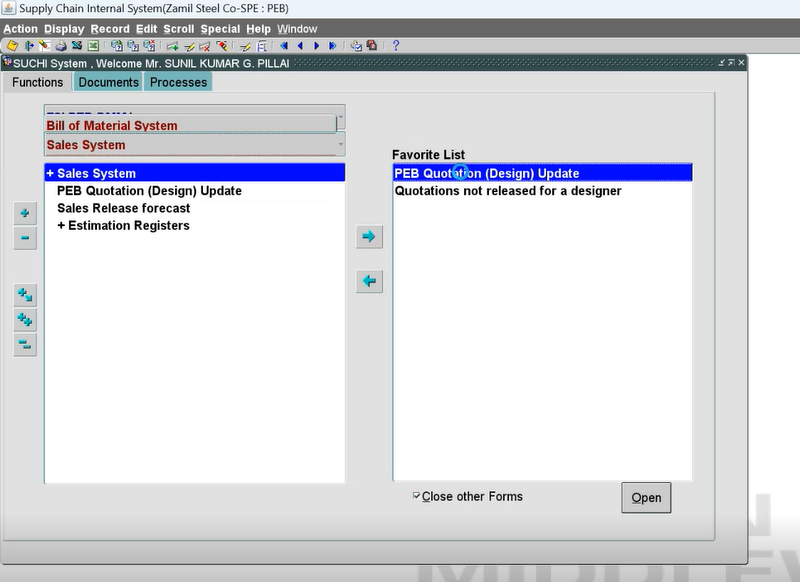 Supply Chain Internal System(Zamil Steel Co-SPE : PEB)
Action Display Record Edit Scroll Special Help Window
SUCHI System , Welcome Mr. SUNIL KUMAR G. PILLAI
Functions Documents Processes
Bill of Material System
Sales System
Favorite List
+ Sales System
PEB Quotation (Design) Update
Sales Release forecast
+ Estimation Registers
PEB Quotation (Design) Update
Quotations not released for a designer
Close other Forms
Open